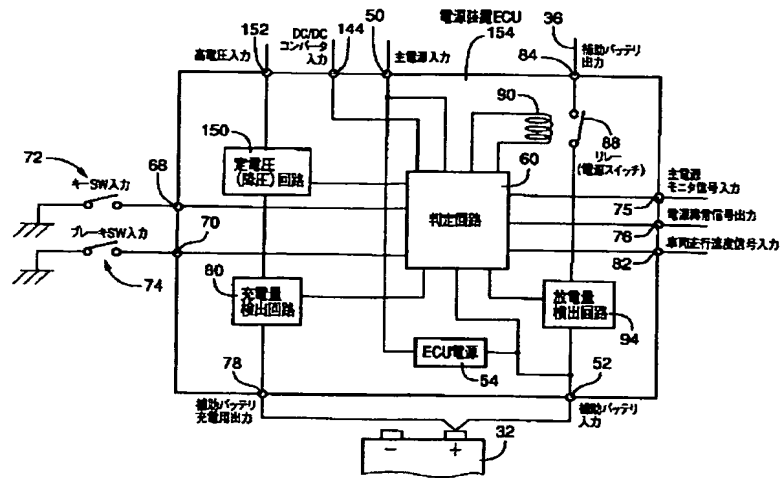 152
高電圧入力
DC/DC
コンバータ
入力
144
50
主電源入力
電源装置ECU
154
36
84
補助バッテリ
出力
90
88
リレー
(電源スイッチ)
150
定電圧
(降圧)回路
60
判定回路
72
キーSW入力
68
主電源
モニタ信号入力
75
ブレーキSW入力
70
74
電源異常信号出力
76
車両走行速度信号入力
82
80
充電量
検出回路
放電量
検出回路
94
ECU電源
54
78
52
補助バッテリ
充電用出力
補助バッテリ
入力
- +
32